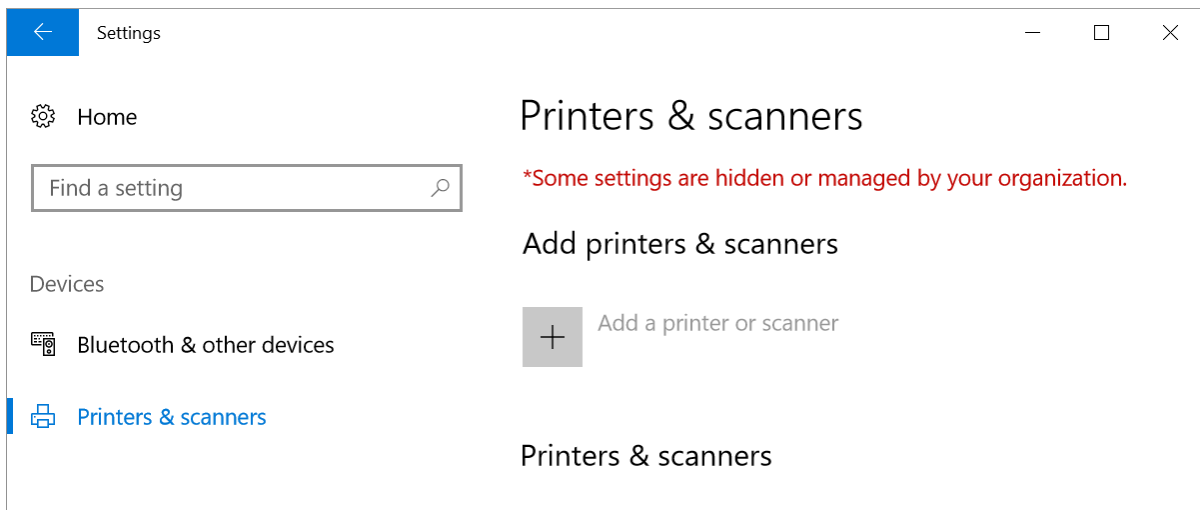 Settings
Home
Find a setting
Devices
Bluetooth & other devices
Printers & scanners
Printers & scanners
*Some settings are hidden or managed by your organization.
Add printers & scanners
Add a printer or scanner
Printers & scanners